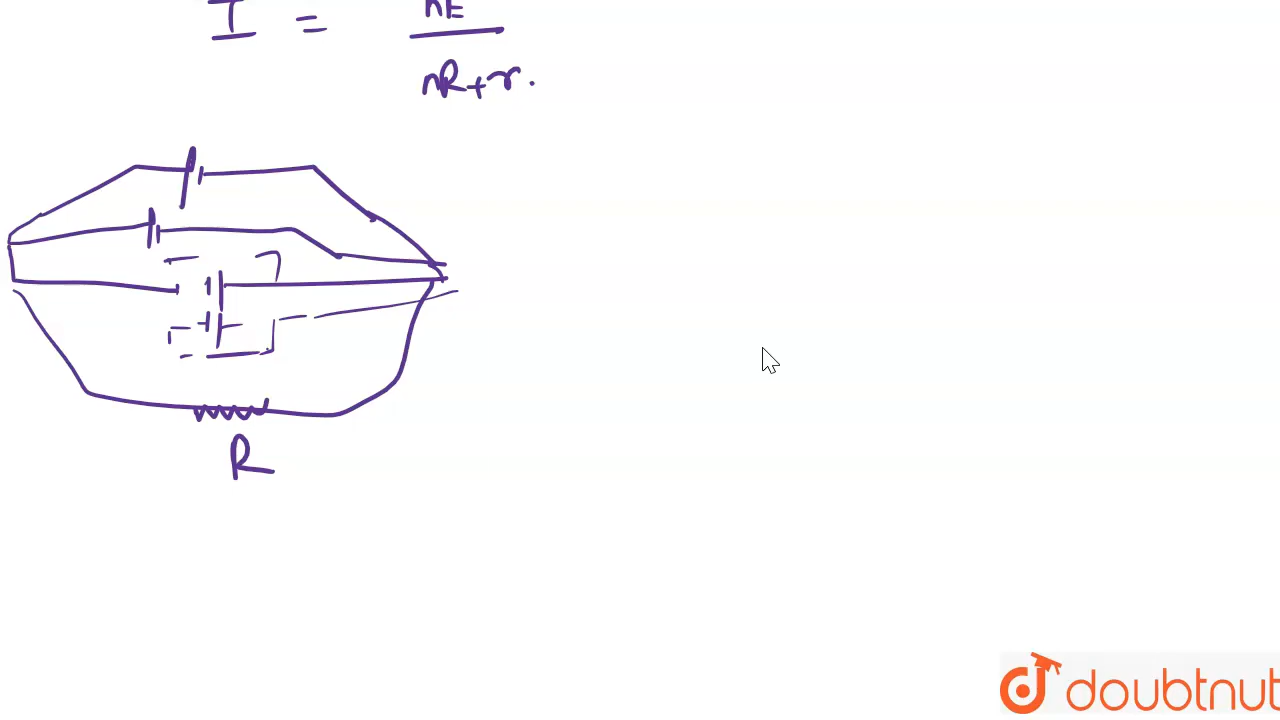 I = nE
nR+r.
R
doubtnut